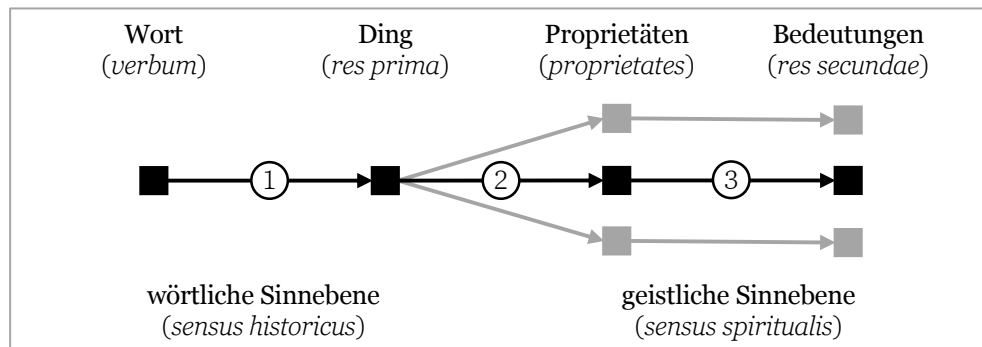 Wort Ding Proprietäten Bedeutungen
(verbum) (res prima) (proprietates) (res secundae)
1 2 3
wörtliche Sinnebene geistliche Sinnebene
(sensus historicus) (sensus spiritualis)